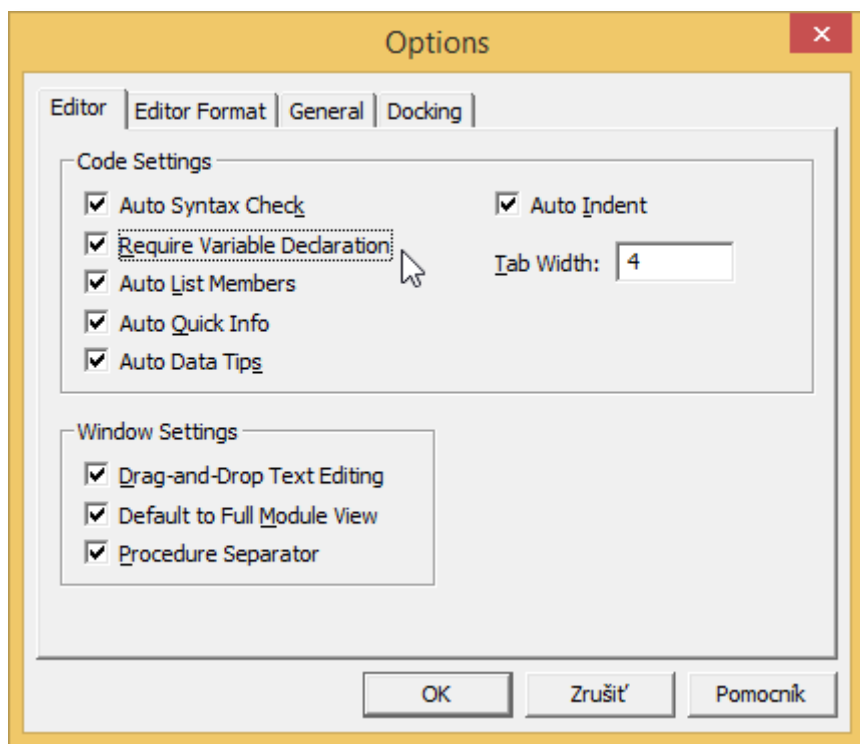 Options
Editor Editor Format General Docking
Code Settings
Auto Syntax Check Auto Indent
Require Variable Declaration
Tab Width: 4
Auto List Members
Auto Quick Info
Auto Data Tips
Window Settings
Drag-and-Drop Text Editing
Default to Full Module View
Procedure Separator
OK Zrušiť Pomocník